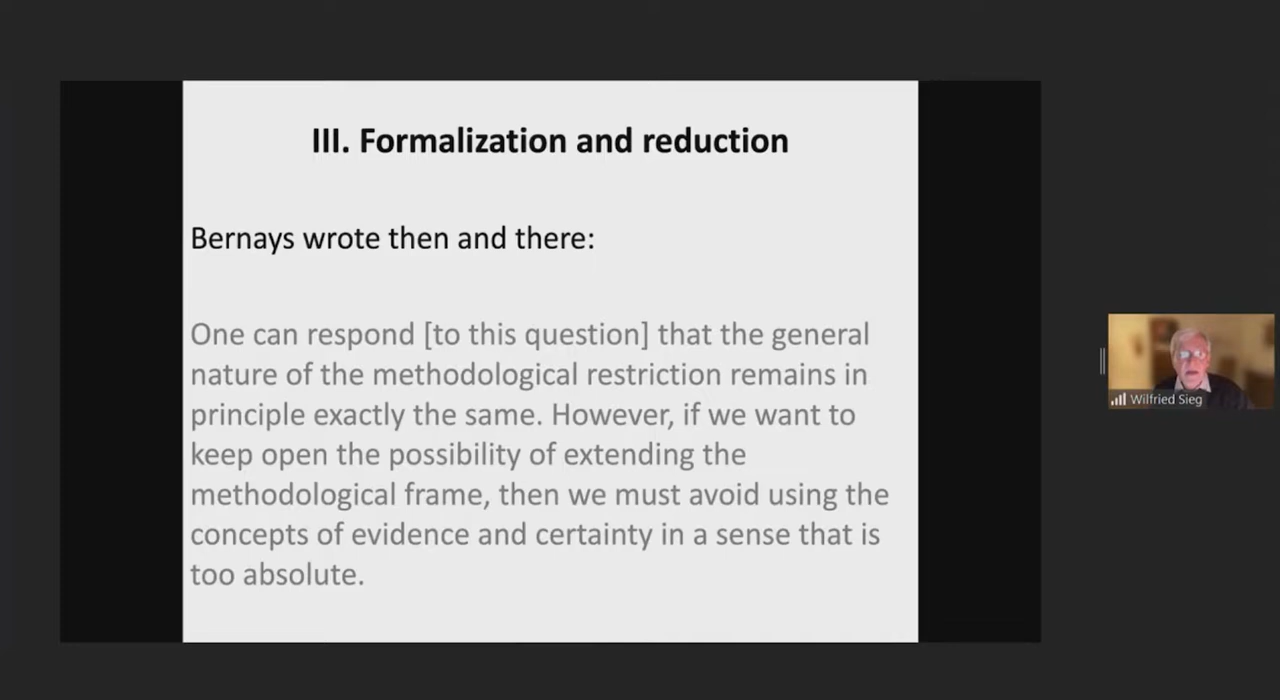 III. Formalization and reduction
Bernays wrote then and there:
One can respond [to this question] that the general
nature of the methodological restriction remains in
principle exactly the same. However, if we want to
keep open the possibility of extending the
methodological frame, then we must avoid using the
concepts of evidence and certainty in a sense that is
too absolute.
Wilfried Sieg